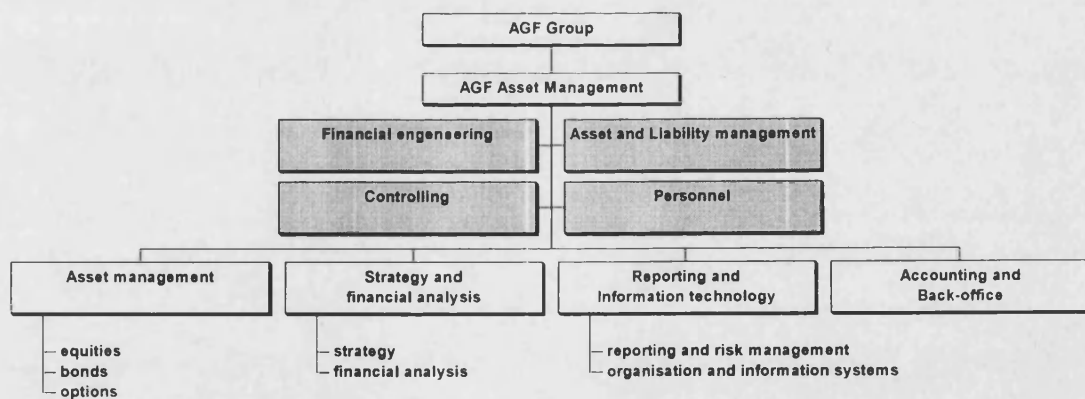 AGF Group
AGF Asset Management
Financial engeneering
Asset and Liability management
Controlling
Personnel
Asset management
Strategy and
financial analysis
Reporting and
Information technology
Accounting and
Back-office
equities
bonds
options
strategy
financial analysis
reporting and risk management
organisation and information systems